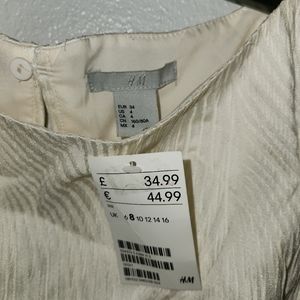 H&M
EUR 34
US 4
CA 4
CN 160/80A
MX 4
£ 34.99
€ 44.99
UK 6 8 10 12 14 16
H&M